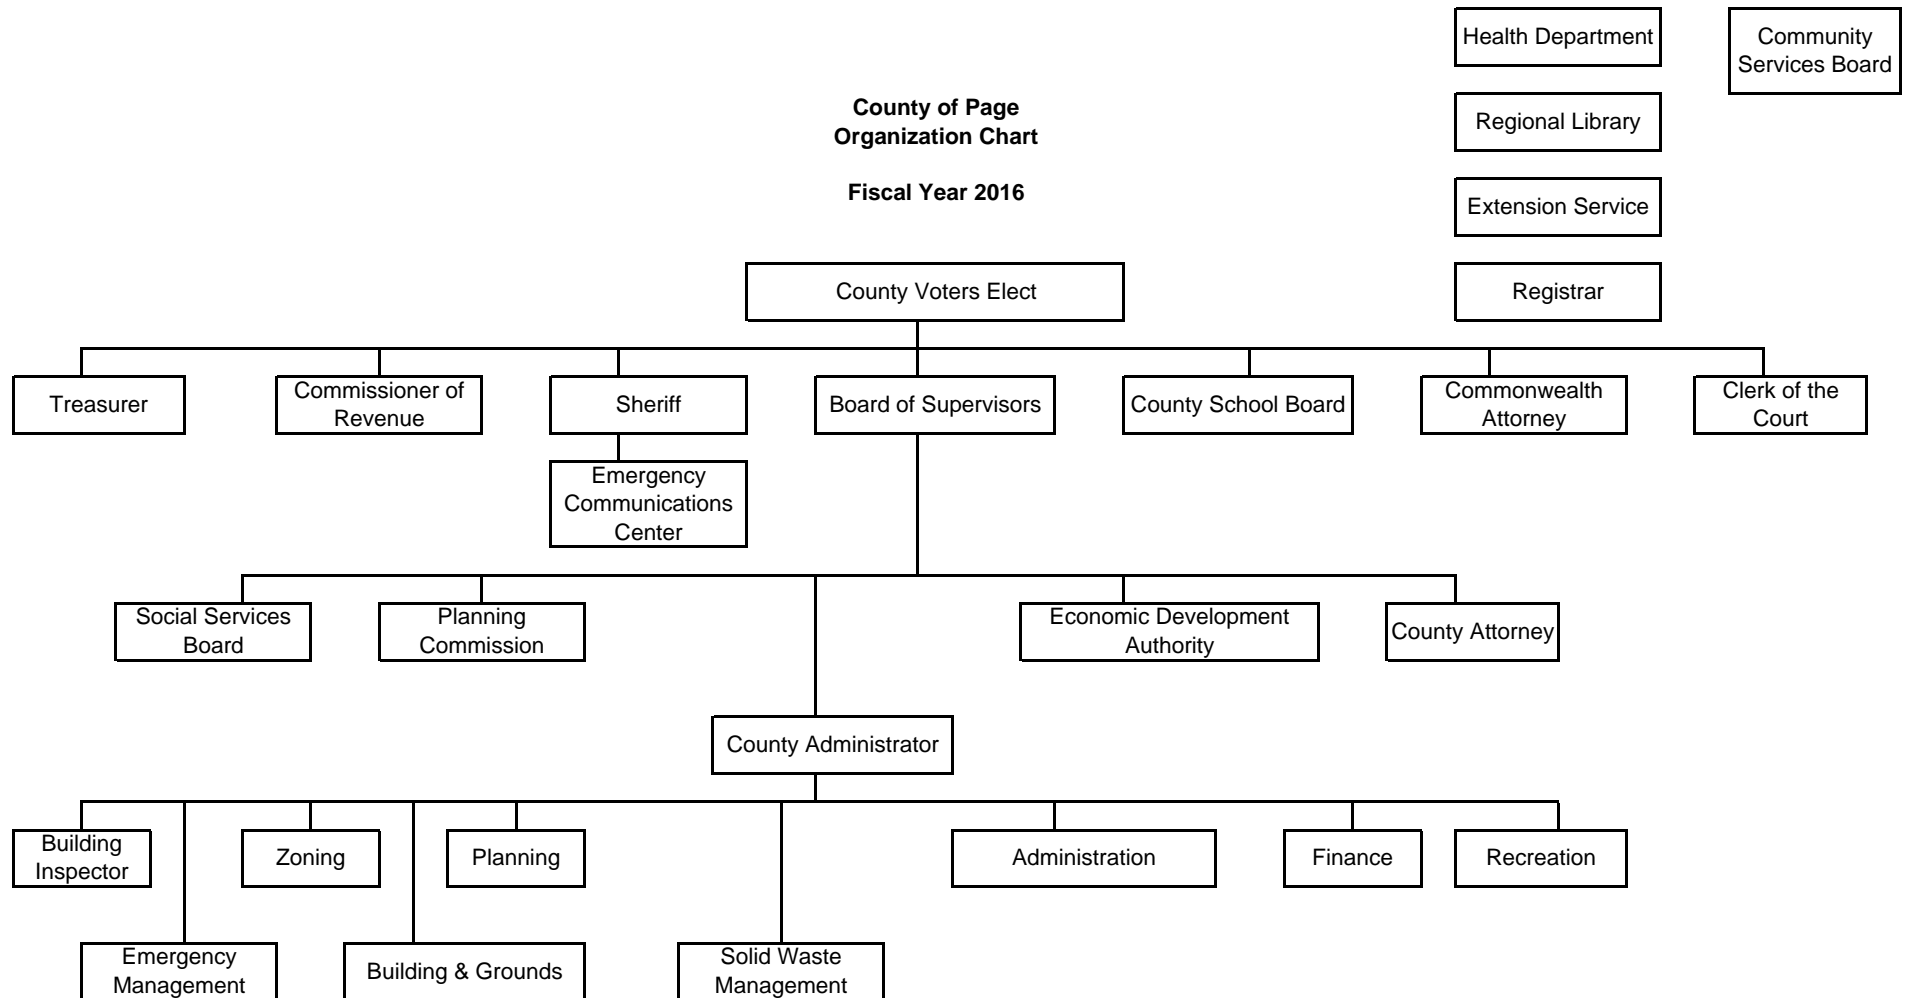 Health Department
Community
Services Board
County of Page
Organization Chart
Regional Library
Fiscal Year 2016
Extension Service
County Voters Elect
Registrar
Treasurer
Commissioner of
Revenue
Sheriff
Board of Supervisors
County School Board
Commonwealth
Attorney
Clerk of the
Court
Emergency
Communications
Center
Social Services
Board
Planning
Commission
Economic Development
Authority
County Attorney
County Administrator
Building
Inspector
Zoning
Planning
Administration
Finance
Recreation
Emergency
Management
Building & Grounds
Solid Waste
Management